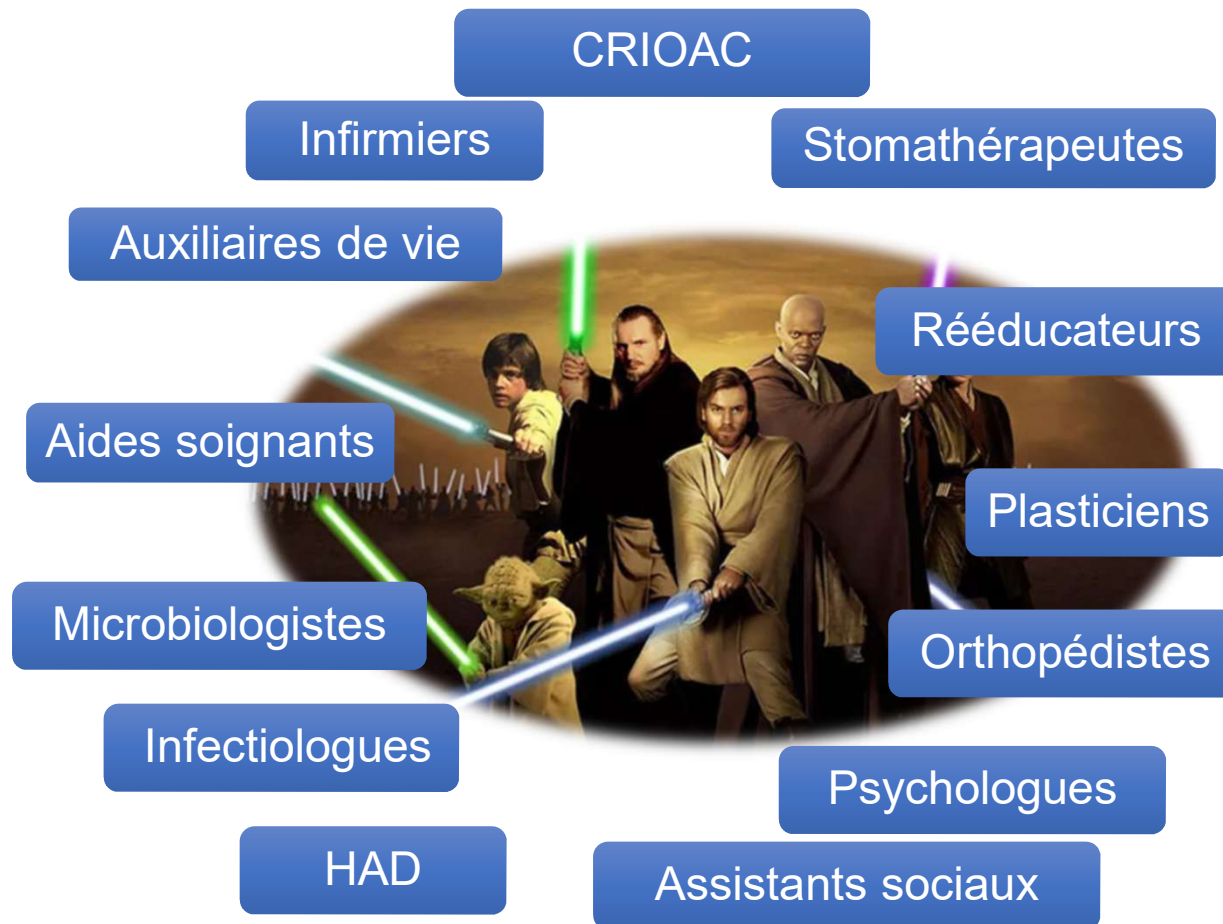 CRIOAC
Infirmiers
Stomathérapeutes
Auxiliaires de vie
Rééducateurs
Aides soignants
Plasticiens
Microbiologistes
Orthopédistes
Infectiologues
Psychologues
HAD
Assistants sociaux